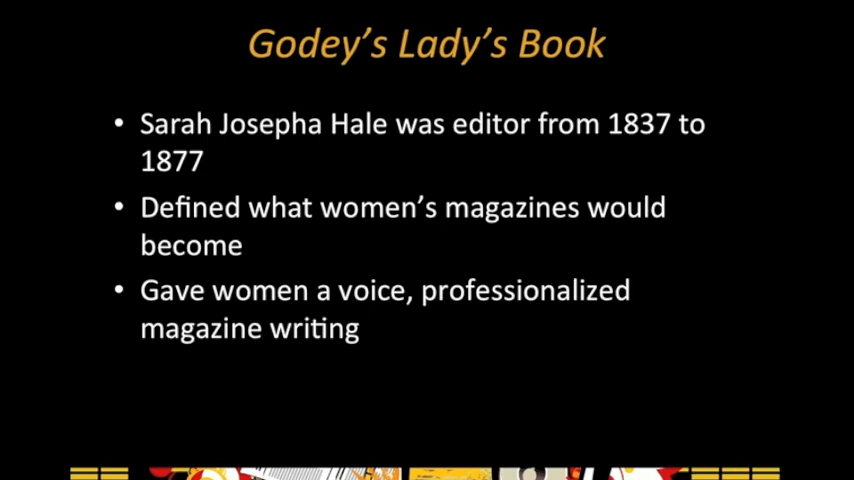 Godey’s Lady’s Book
• Sarah Josepha Hale was editor from 1837 to
1877
• Defined what women’s magazines would
become
• Gave women a voice, professionalized
magazine writing